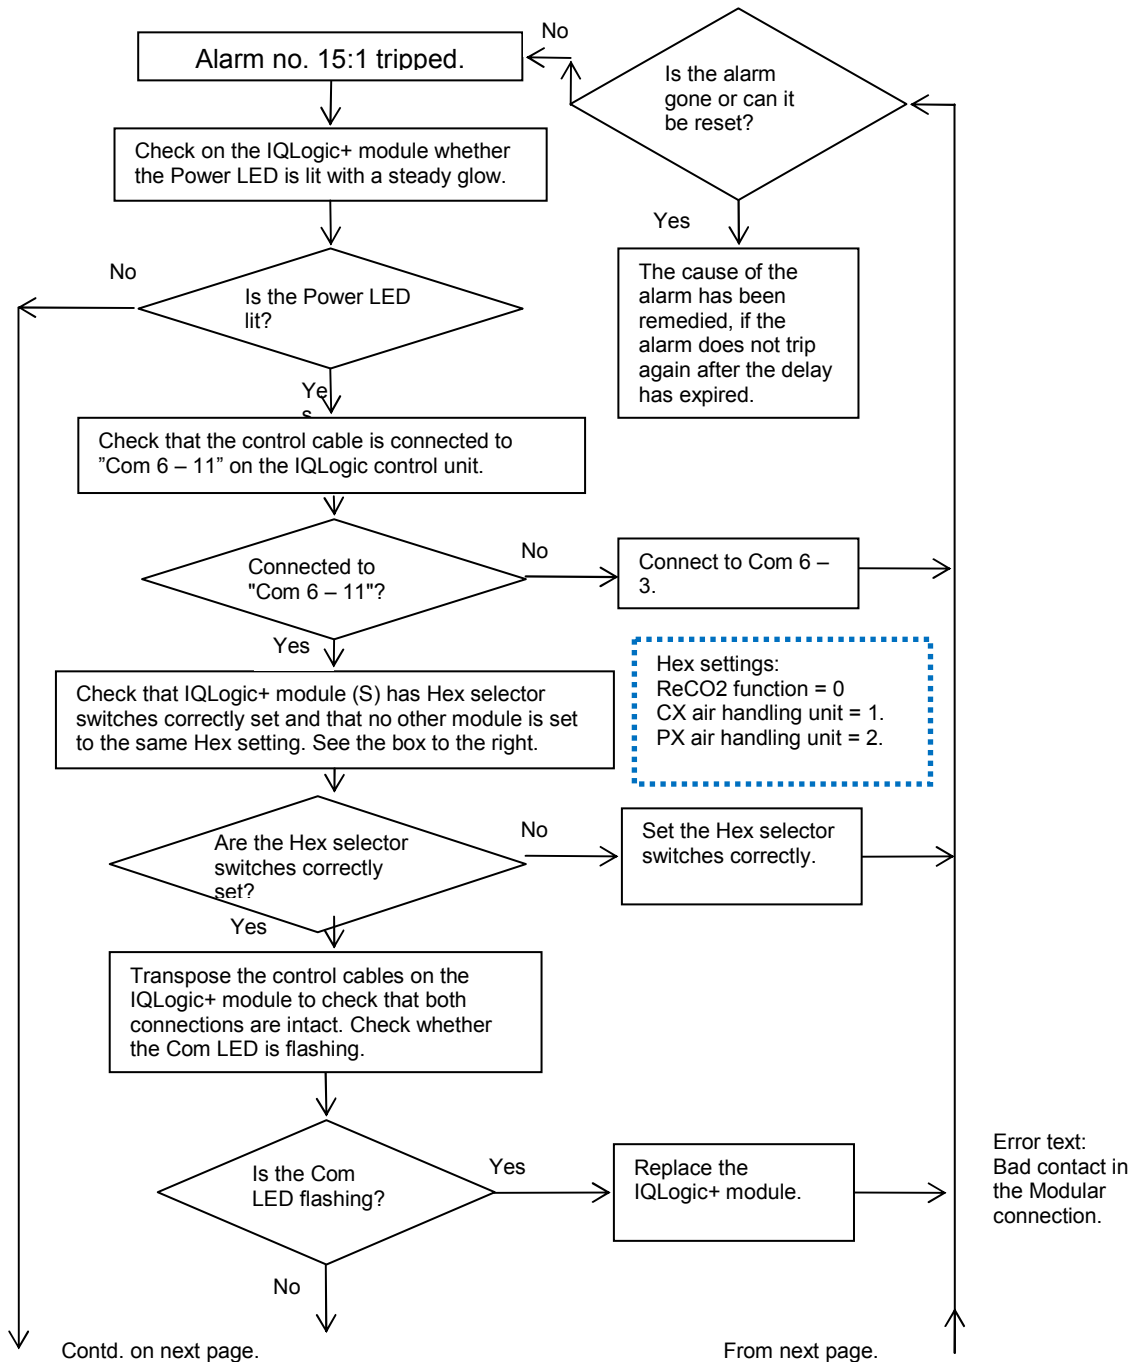 No
Alarm no. 15:1 tripped.
Is the alarm
gone or can it
be reset?
Check on the IQLogic+ module whether
the Power LED is lit with a steady glow.
Yes
The cause of the
alarm has been
remedied, if the
alarm does not trip
again after the delay
has expired.
No
Is the Power LED
lit?
Ye
s
Check that the control cable is connected to
”Com 6 – 11” on the IQLogic control unit.
Connected to
"Com 6 – 11"?
No
Connect to Com 6 –
3.
Yes
Check that IQLogic+ module (S) has Hex selector
switches correctly set and that no other module is set
to the same Hex setting. See the box to the right.
Hex settings:
ReCO2 function = 0
CX air handling unit = 1.
PX air handling unit = 2.
Are the Hex selector
switches correctly
set?
No
Set the Hex selector
switches correctly.
Yes
Transpose the control cables on the
IQLogic+ module to check that both
connections are intact. Check whether
the Com LED is flashing.
Is the Com
LED flashing?
Yes
Replace the
IQLogic+ module.
Error text:
Bad contact in
the Modular
connection.
No
Contd. on next page.
From next page.